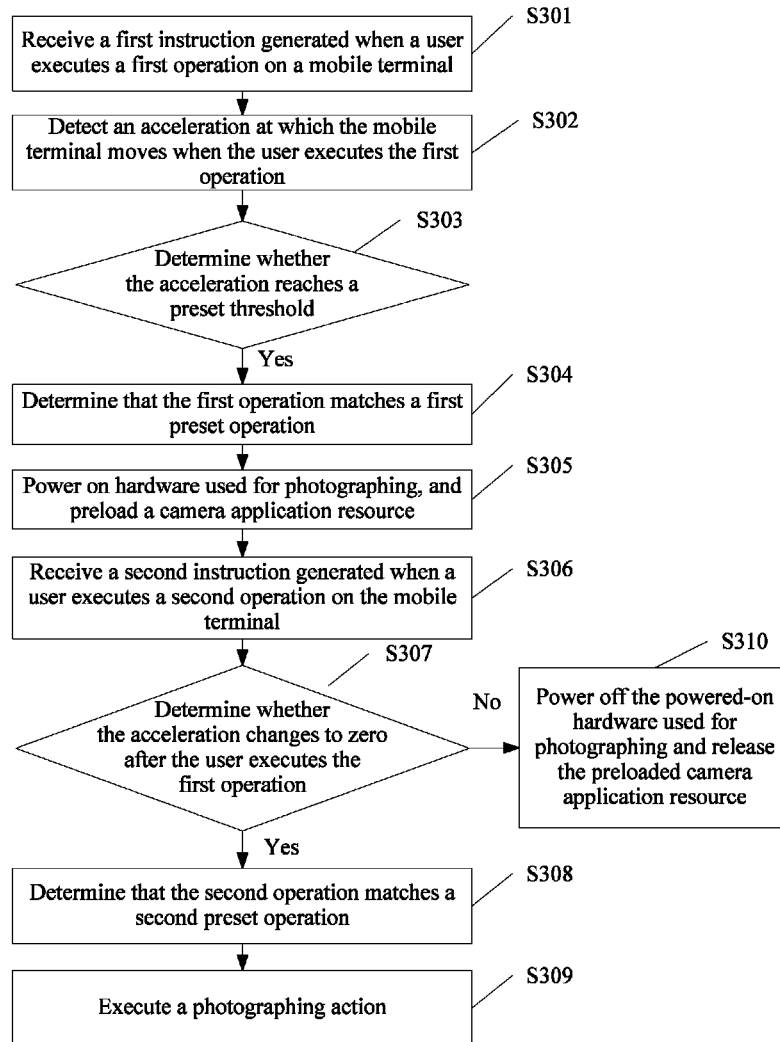 S301
Receive a first instruction generated when a user
executes a first operation on a mobile terminal
S302
Detect an acceleration at which the mobile
terminal moves when the user executes the first
operation
S303
Determine whether
the acceleration reaches a
preset threshold
Yes
S304
Determine that the first operation matches a first
preset operation
S305
Power on hardware used for photographing, and
preload a camera application resource
S306
Receive a second instruction generated when a
user executes a second operation on the mobile
terminal
S307
Determine whether
the acceleration changes to zero
after the user executes the
first operation
No
S310
Power off the powered-on
hardware used for
photographing and release
the preloaded camera
application resource
Yes
S308
Determine that the second operation matches a
second preset operation
S309
Execute a photographing action